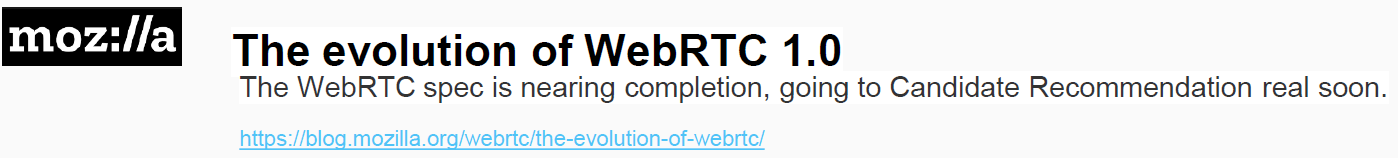 moz://a
The evolution of WebRTC 1.0
The WebRTC spec is nearing completion, going to Candidate Recommendation real soon.
https://blog.mozilla.org/webrtc/the-evolution-of-webrtc/